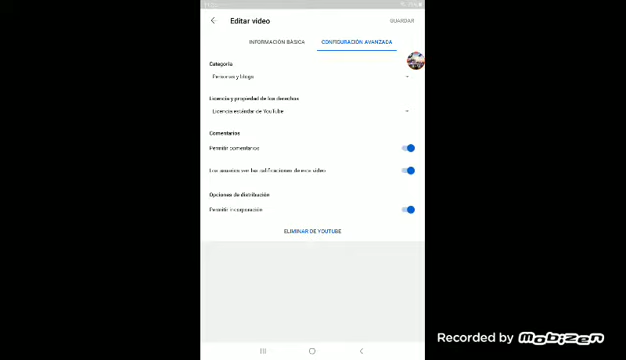 Editar video
GUARDAR
INFORMACIÓN BÁSICA
CONFIGURACIÓN AVANZADA
Categoría
Personas y blogs
Licencia y propiedad de los derechos
Licencia estándar de YouTube
Comentarios
Permitir comentarios
Los usuarios ven las calificaciones de este video
Opciones de distribución
Permitir incorporación
ELIMINAR DE YOUTUBE
Recorded by mobizen